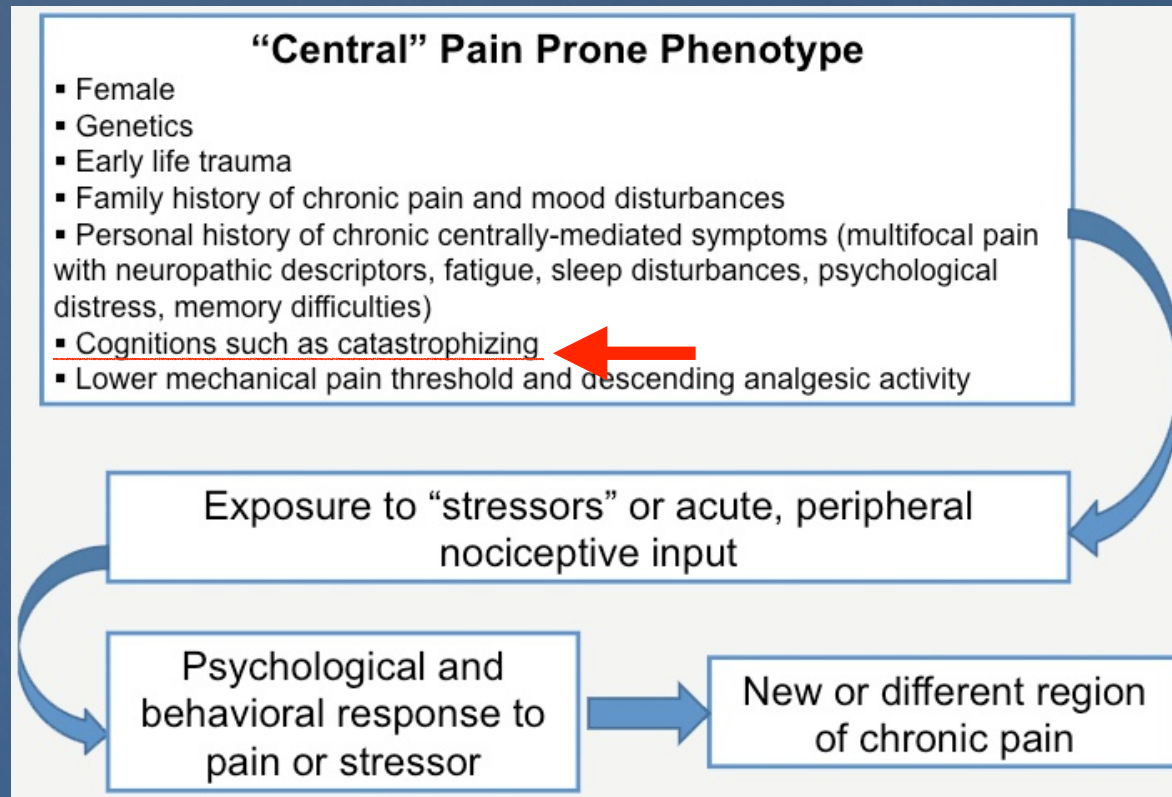 “Central” Pain Prone Phenotype
▪ Female
▪ Genetics
▪ Early life trauma
▪ Family history of chronic pain and mood disturbances
▪ Personal history of chronic centrally-mediated symptoms (multifocal pain
with neuropathic descriptors, fatigue, sleep disturbances, psychological
distress, memory difficulties)
▪ Cognitions such as catastrophizing
▪ Lower mechanical pain threshold and descending analgesic activity
Exposure to “stressors” or acute, peripheral
nociceptive input
Psychological and
behavioral response to
pain or stressor
New or different region
of chronic pain